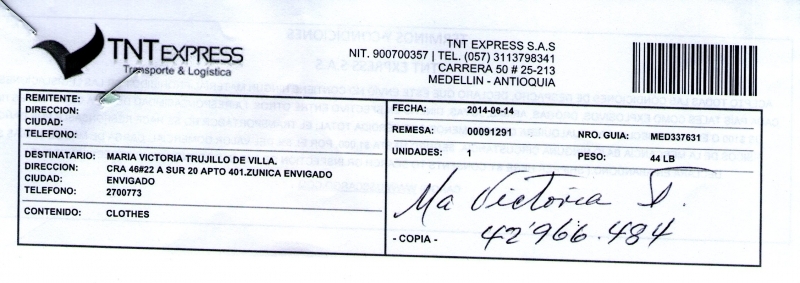 TNT EXPRESS
Transporte & Logística
TNT EXPRESS S.A.S
NIT. 900700357 | TEL. (057) 3113798341
CARRERA 50 # 25-213
MEDELLIN - ANTIOQUIA
REMITENTE:
DIRECCION:
CIUDAD:
TELEFONO:
DESTINATARIO: MARIA VICTORIA TRUJILLO DE VILLA.
DIRECCION: CRA 46#22 A SUR 20 APTO 401.ZUNICA ENVIGADO
CIUDAD: ENVIGADO
TELEFONO: 2700773
CONTENIDO: CLOTHES
FECHA: 2014-06-14
REMESA: 00091291 NRO. GUIA: MED337631
UNIDADES: 1 PESO: 44 LB
Ma Victoria T.
- COPIA - 42'966.484